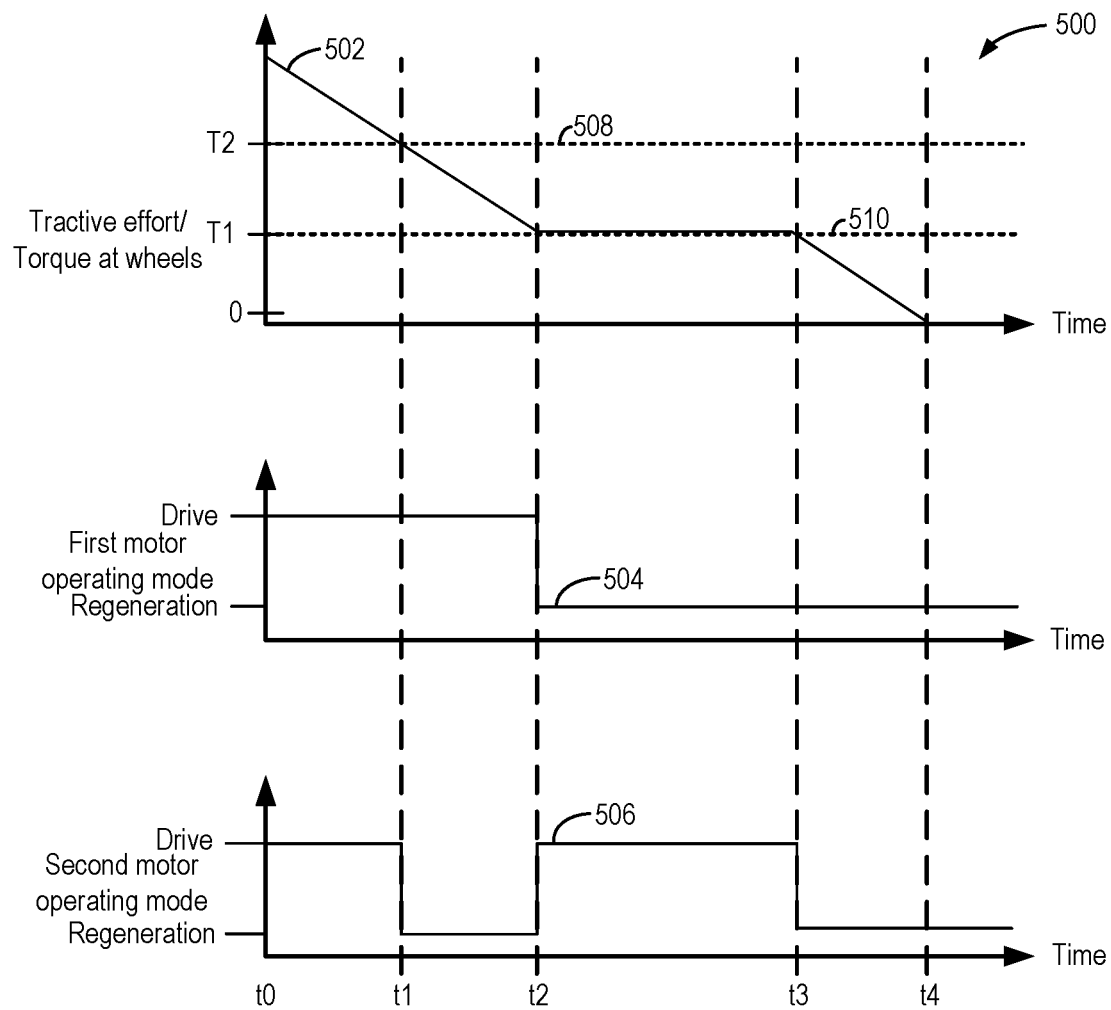 500
502
T2
508
Tractive effort/
Torque at wheels
T1
510
0
Time
Drive
First motor
operating mode
Regeneration
504
Time
Drive
506
Second motor
operating mode
Regeneration
Time
t0
t1
t2
t3
t4